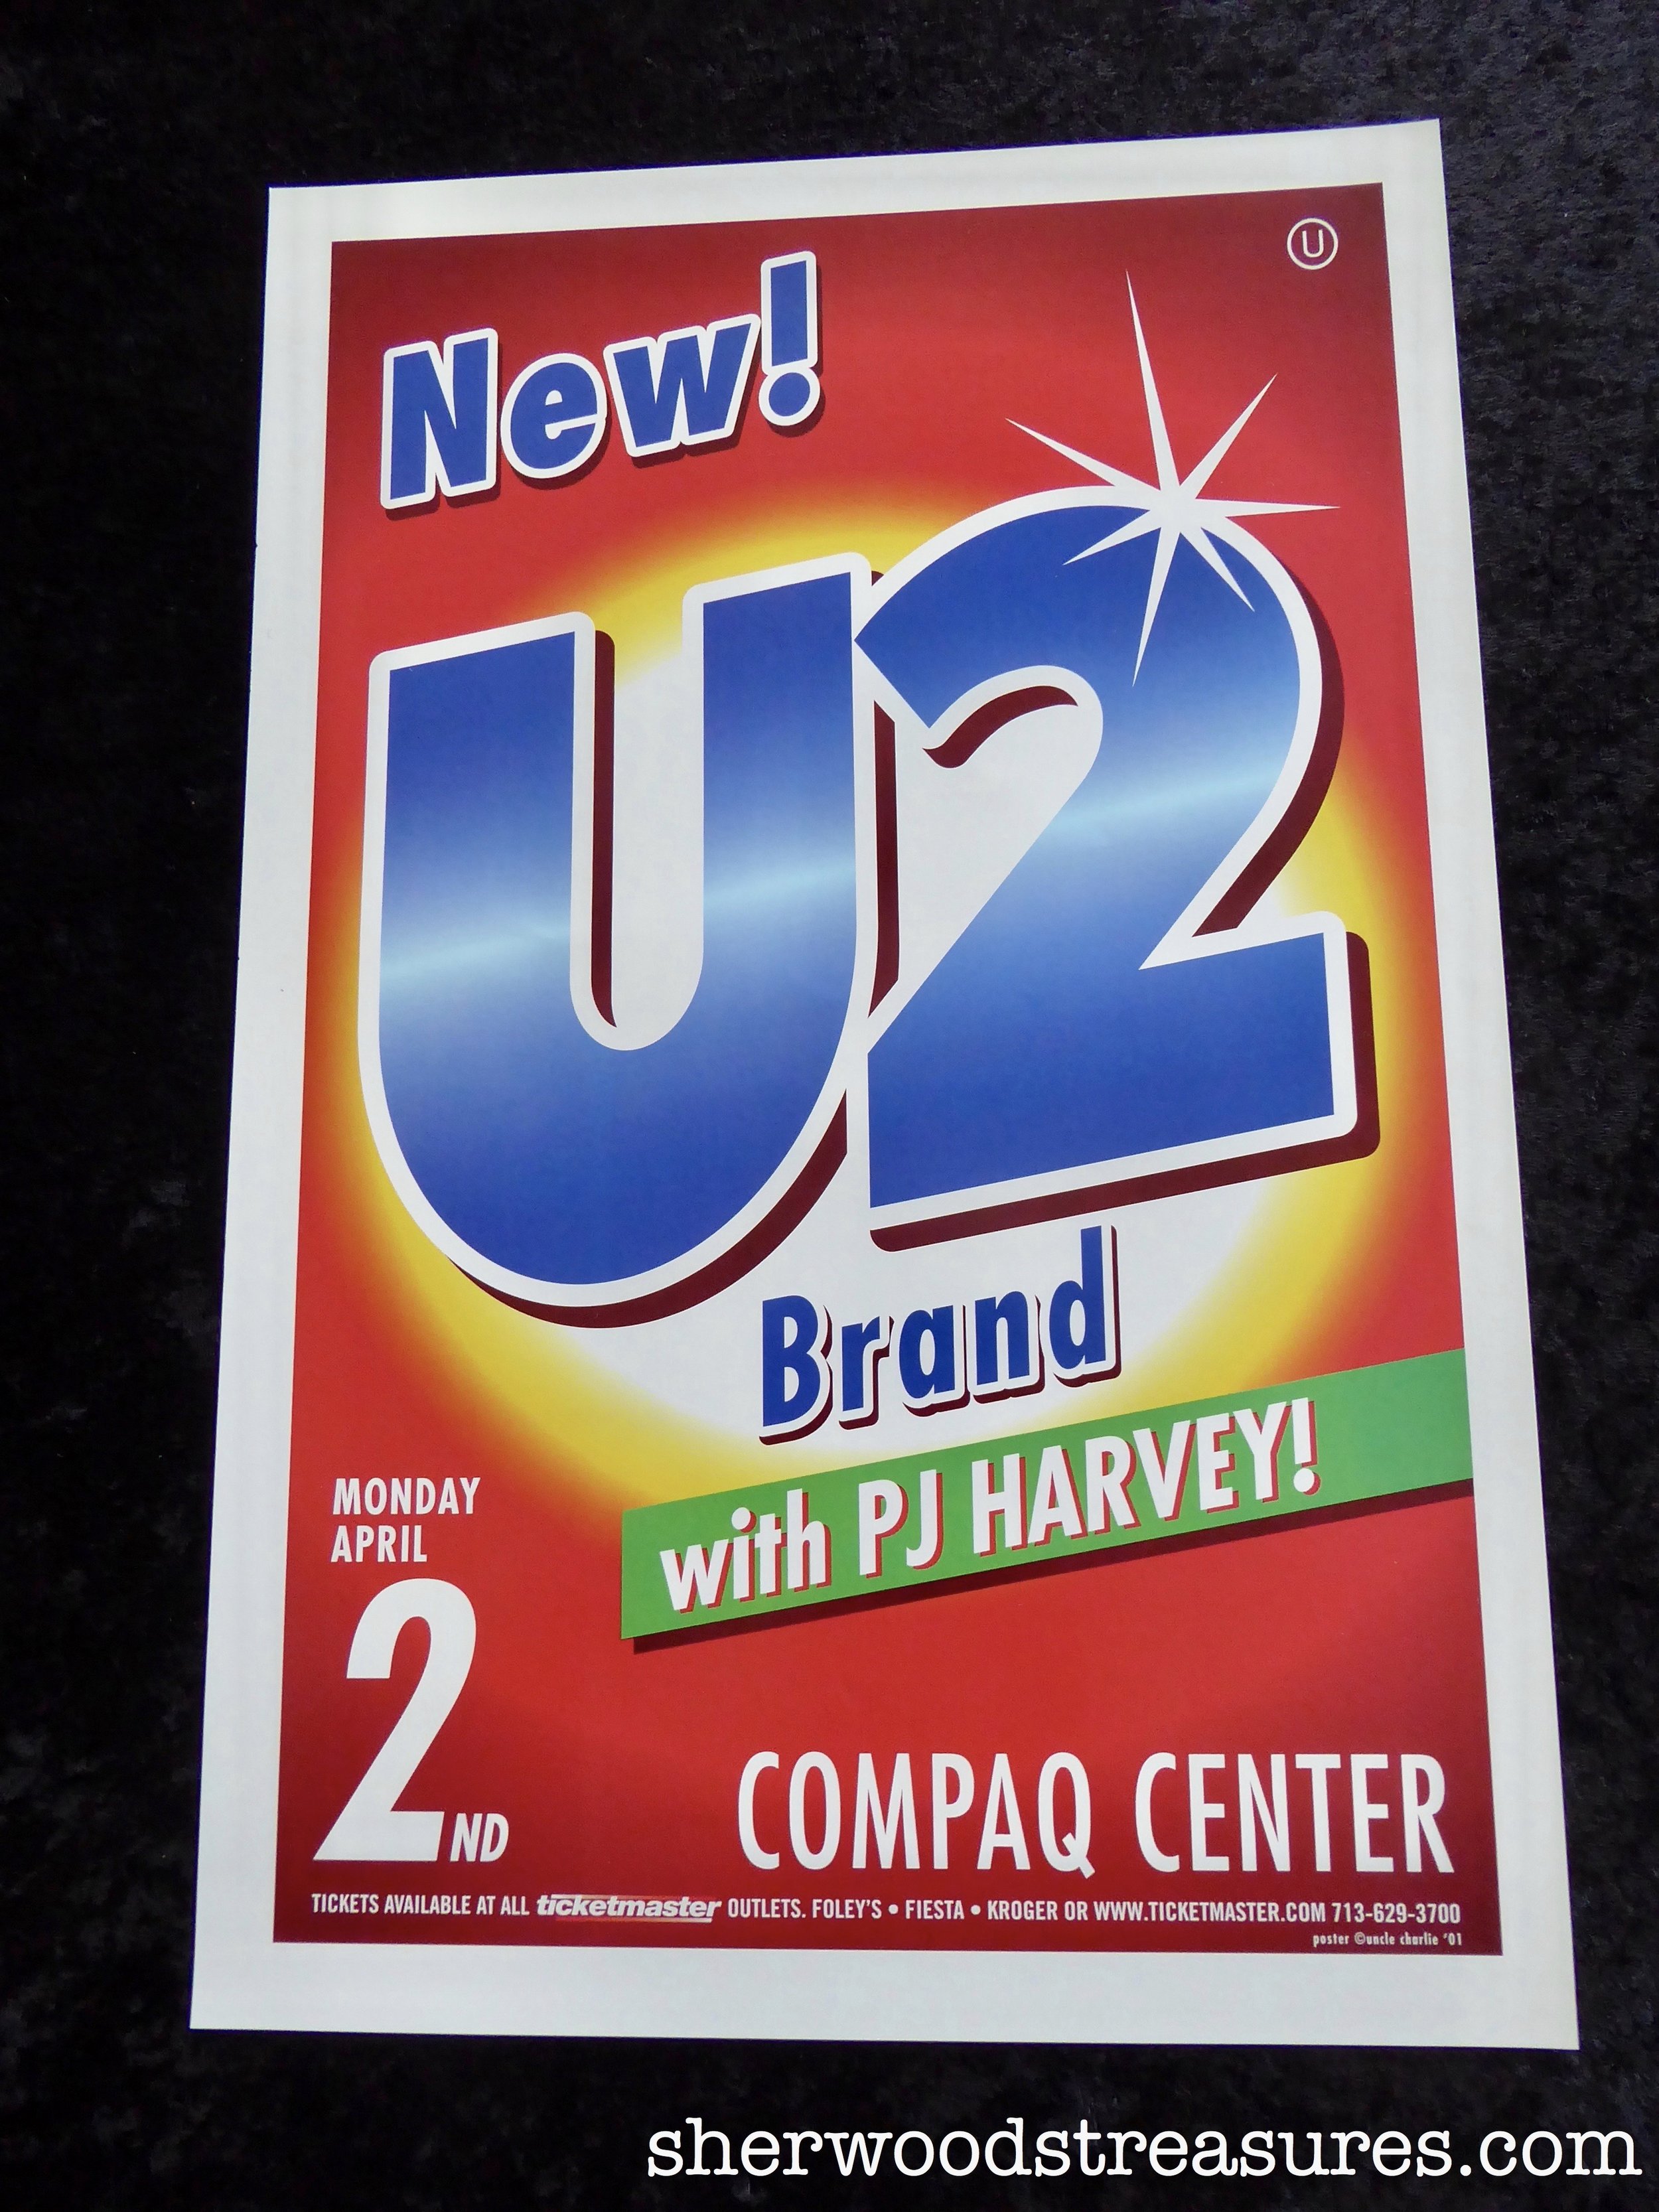 U
New!
U2
Brand
with PJ HARVEY!
MONDAY
APRIL
2ND
COMPAQ CENTER
TICKETS AVAILABLE AT ALL ticketmaster OUTLETS. FOLEY'S • FIESTA • KROGER OR WWW.TICKETMASTER.COM 713-629-3700
poster ©uncle charlie '01
sherwoodstreasures.com